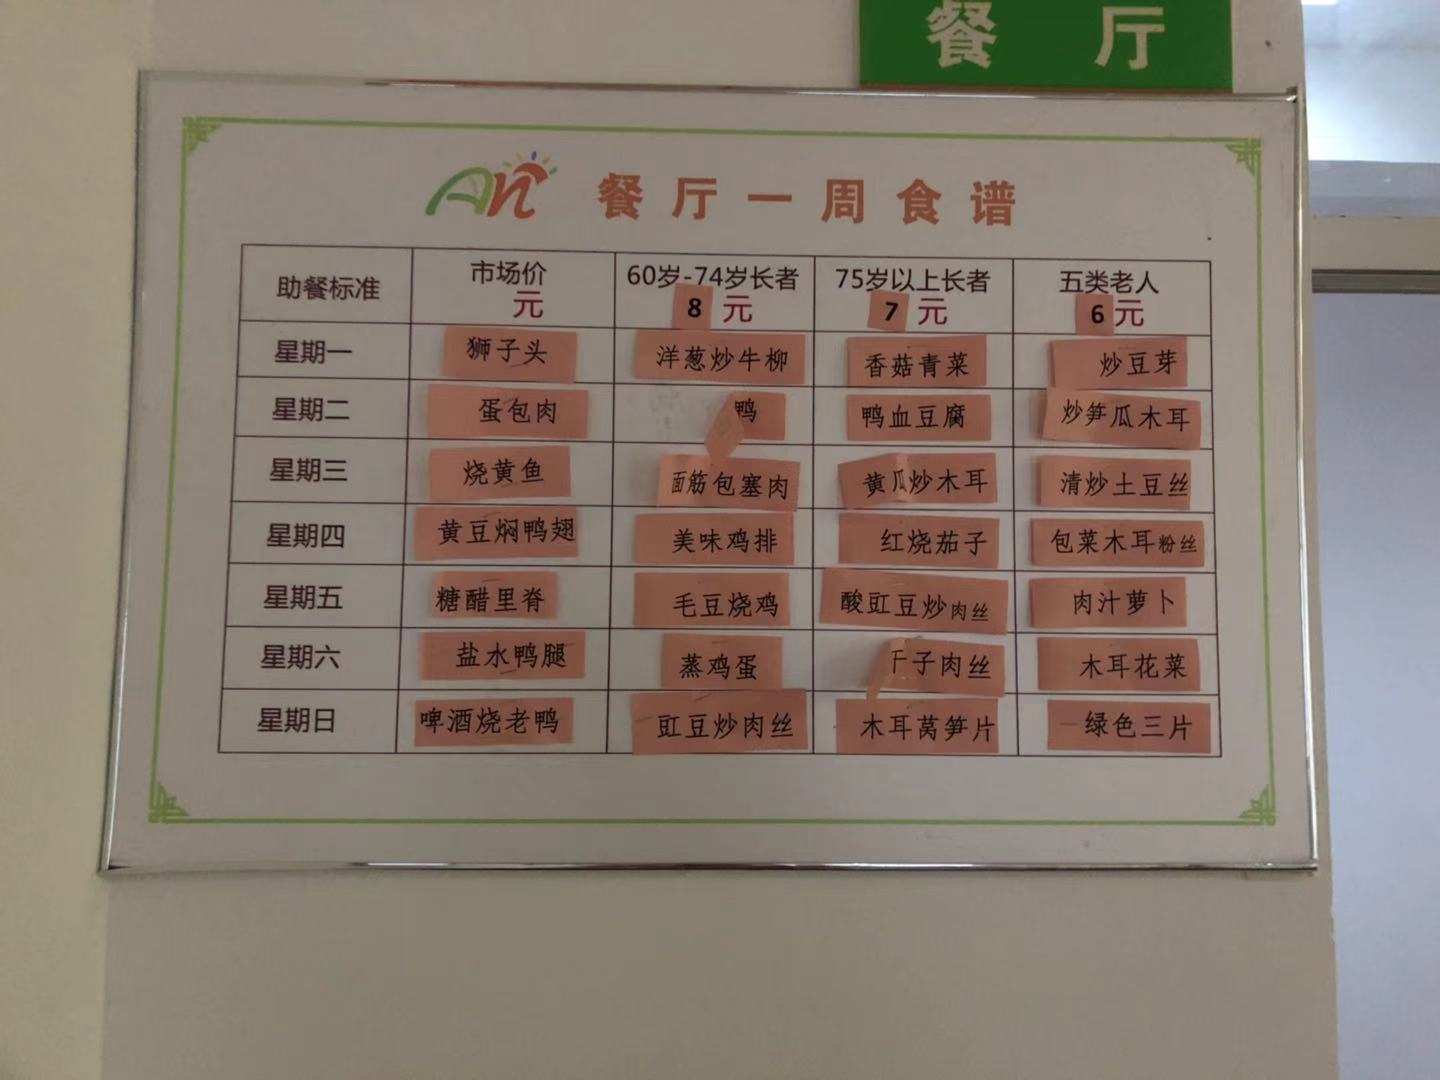 餐厅
An 餐厅一周食谱
助餐标准 市场价 元 60岁-74岁长者 8元 75岁以上长者 7元 五类老人 6元
星期一 狮子头 洋葱炒牛柳 香菇青菜 炒豆芽
星期二 蛋包肉 鸭 鸭血豆腐 炒笋瓜木耳
星期三 烧黄鱼 面筋包塞肉 黄瓜炒木耳 清炒土豆丝
星期四 黄豆焖鸭翅 美味鸡排 红烧茄子 包菜木耳粉丝
星期五 糖醋里脊 毛豆烧鸡 酸豇豆炒肉丝 肉汁萝卜
星期六 盐水鸭腿 蒸鸡蛋 干子肉丝 木耳花菜
星期日 啤酒烧老鸭 豇豆炒肉丝 木耳莴笋片 绿色三片